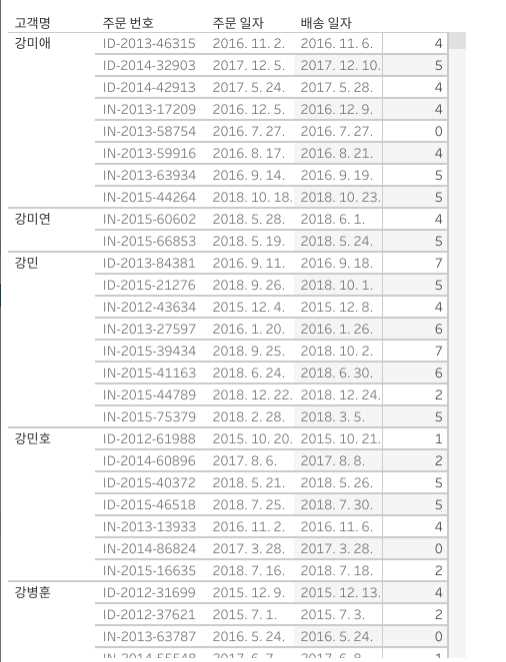 고객명 주문 번호 주문 일자 배송 일자
강미애 ID-2013-46315 2016. 11. 2. 2016. 11. 6. 4
ID-2014-32903 2017. 12. 5. 2017. 12. 10. 5
ID-2014-42913 2017. 5. 24. 2017. 5. 28. 4
IN-2013-17209 2016. 12. 5. 2016. 12. 9. 4
IN-2013-58754 2016. 7. 27. 2016. 7. 27. 0
IN-2013-59916 2016. 8. 17. 2016. 8. 21. 4
IN-2013-63934 2016. 9. 14. 2016. 9. 19. 5
IN-2015-44264 2018. 10. 18. 2018. 10. 23. 5
강미연 IN-2015-60602 2018. 5. 28. 2018. 6. 1. 4
IN-2015-66853 2018. 5. 19. 2018. 5. 24. 5
강민 ID-2013-84381 2016. 9. 11. 2016. 9. 18. 7
ID-2015-21276 2018. 9. 26. 2018. 10. 1. 5
IN-2012-43634 2015. 12. 4. 2015. 12. 8. 4
IN-2013-27597 2016. 1. 20. 2016. 1. 26. 6
IN-2015-39434 2018. 9. 25. 2018. 10. 2. 7
IN-2015-41163 2018. 6. 24. 2018. 6. 30. 6
IN-2015-44789 2018. 12. 22. 2018. 12. 24. 2
IN-2015-75379 2018. 2. 28. 2018. 3. 5. 5
강민호 ID-2012-61988 2015. 10. 20. 2015. 10. 21. 1
ID-2014-60896 2017. 8. 6. 2017. 8. 8. 2
ID-2015-40372 2018. 5. 21. 2018. 5. 26. 5
ID-2015-46518 2018. 7. 25. 2018. 7. 30. 5
IN-2013-13933 2016. 11. 2. 2016. 11. 6. 4
IN-2014-86824 2017. 3. 28. 2017. 3. 28. 0
IN-2015-16635 2018. 7. 16. 2018. 7. 18. 2
강병훈 ID-2012-31699 2015. 12. 9. 2015. 12. 13. 4
ID-2012-37621 2015. 7. 1. 2015. 7. 3. 2
IN-2013-63787 2016. 5. 24. 2016. 5. 24. 0